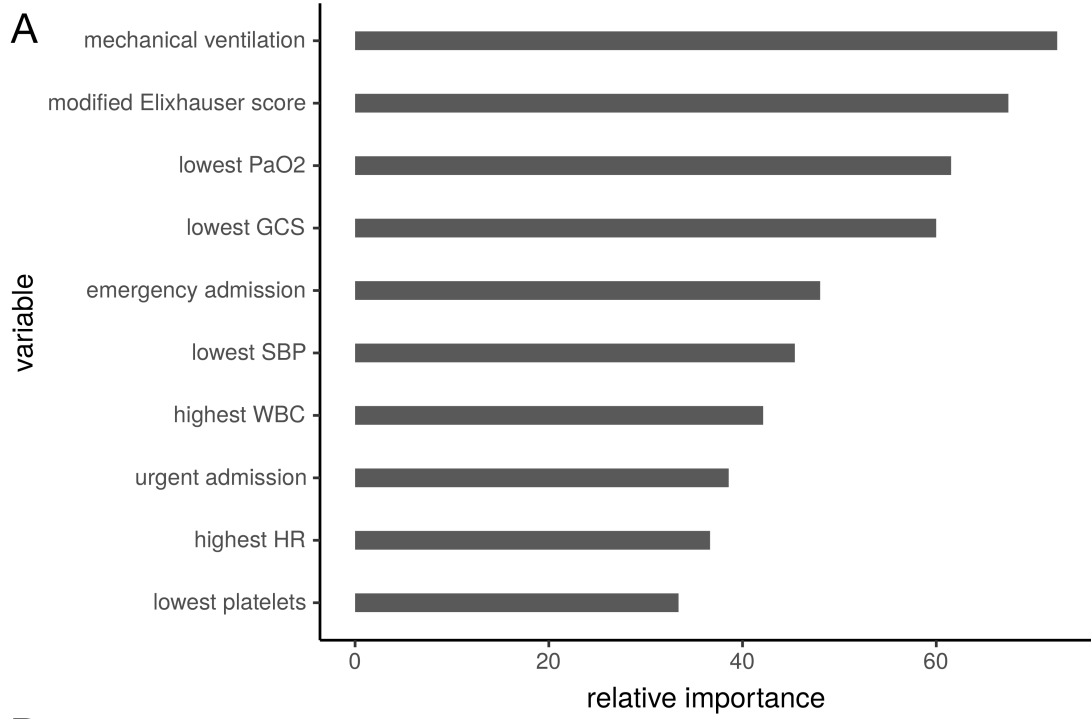 A
mechanical ventilation
modified Elixhauser score
lowest PaO2
lowest GCS
emergency admission
lowest SBP
highest WBC
urgent admission
highest HR
lowest platelets
variable
0 20 40 60
relative importance